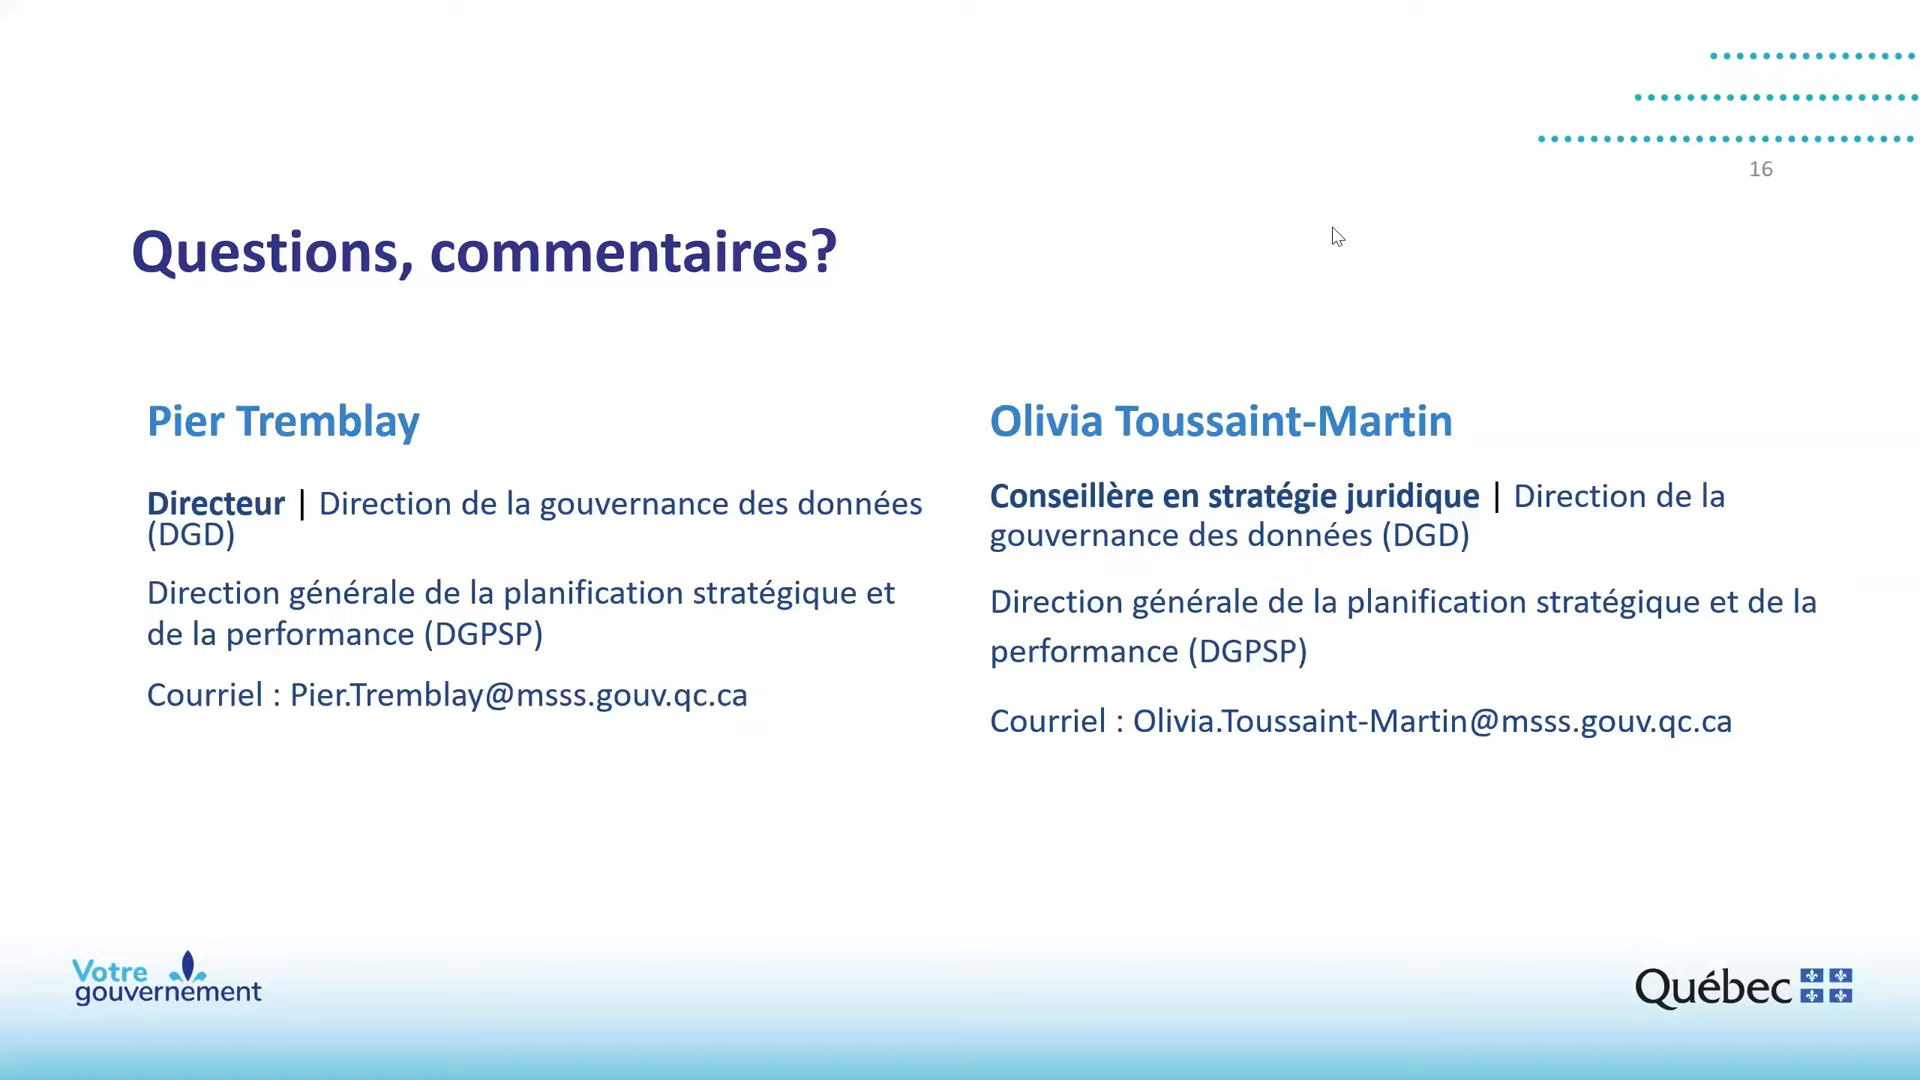 16
Questions, commentaires?
Pier Tremblay
Directeur | Direction de la gouvernance des données
(DGD)
Direction générale de la planification stratégique et
de la performance (DGPSP)
Courriel : Pier.Tremblay@msss.gouv.qc.ca
Olivia Toussaint-Martin
Conseillère en stratégie juridique | Direction de la
gouvernance des données (DGD)
Direction générale de la planification stratégique et de la
performance (DGPSP)
Courriel : Olivia.Toussaint-Martin@msss.gouv.qc.ca
Votre
gouvernement
Québec